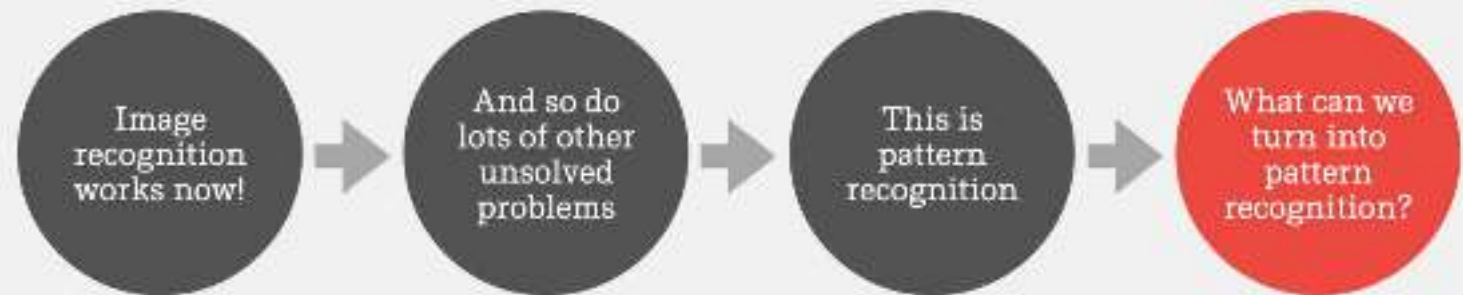 Image
recognition
works now!
And so do
lots of other
unsolved
problems
This is
pattern
recognition
What can we
turn into
pattern
recognition?